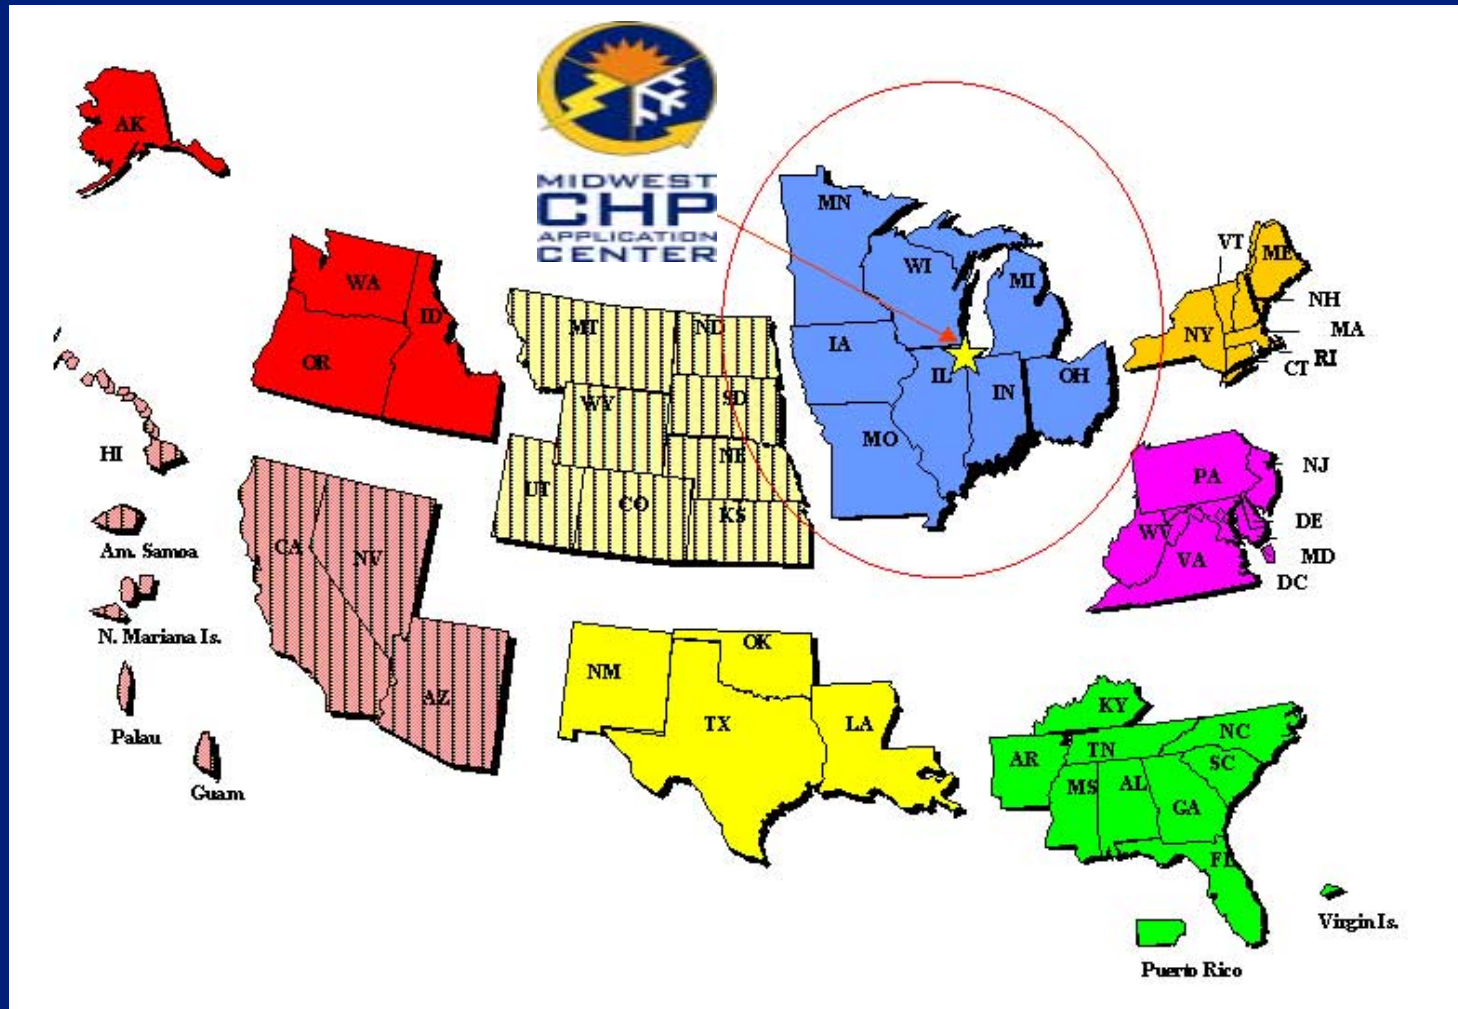 MIDWEST
CHP
APPLICATION
CENTER
AK
WA
ID
OR
HI
Am. Samoa
N. Mariana Is.
Palau
Guam
CA
NV
AZ
MT
ND
WY
SD
NE
UT
CO
KS
MN
WI
MI
IA
IL
IN
OH
MO
VT
ME
NH
NY
MA
CT
RI
PA
NJ
WV
DE
VA
MD
DC
NM
OK
TX
LA
KY
AR
TN
NC
SC
MS
AL
GA
FL
Virgin Is.
Puerto Rico